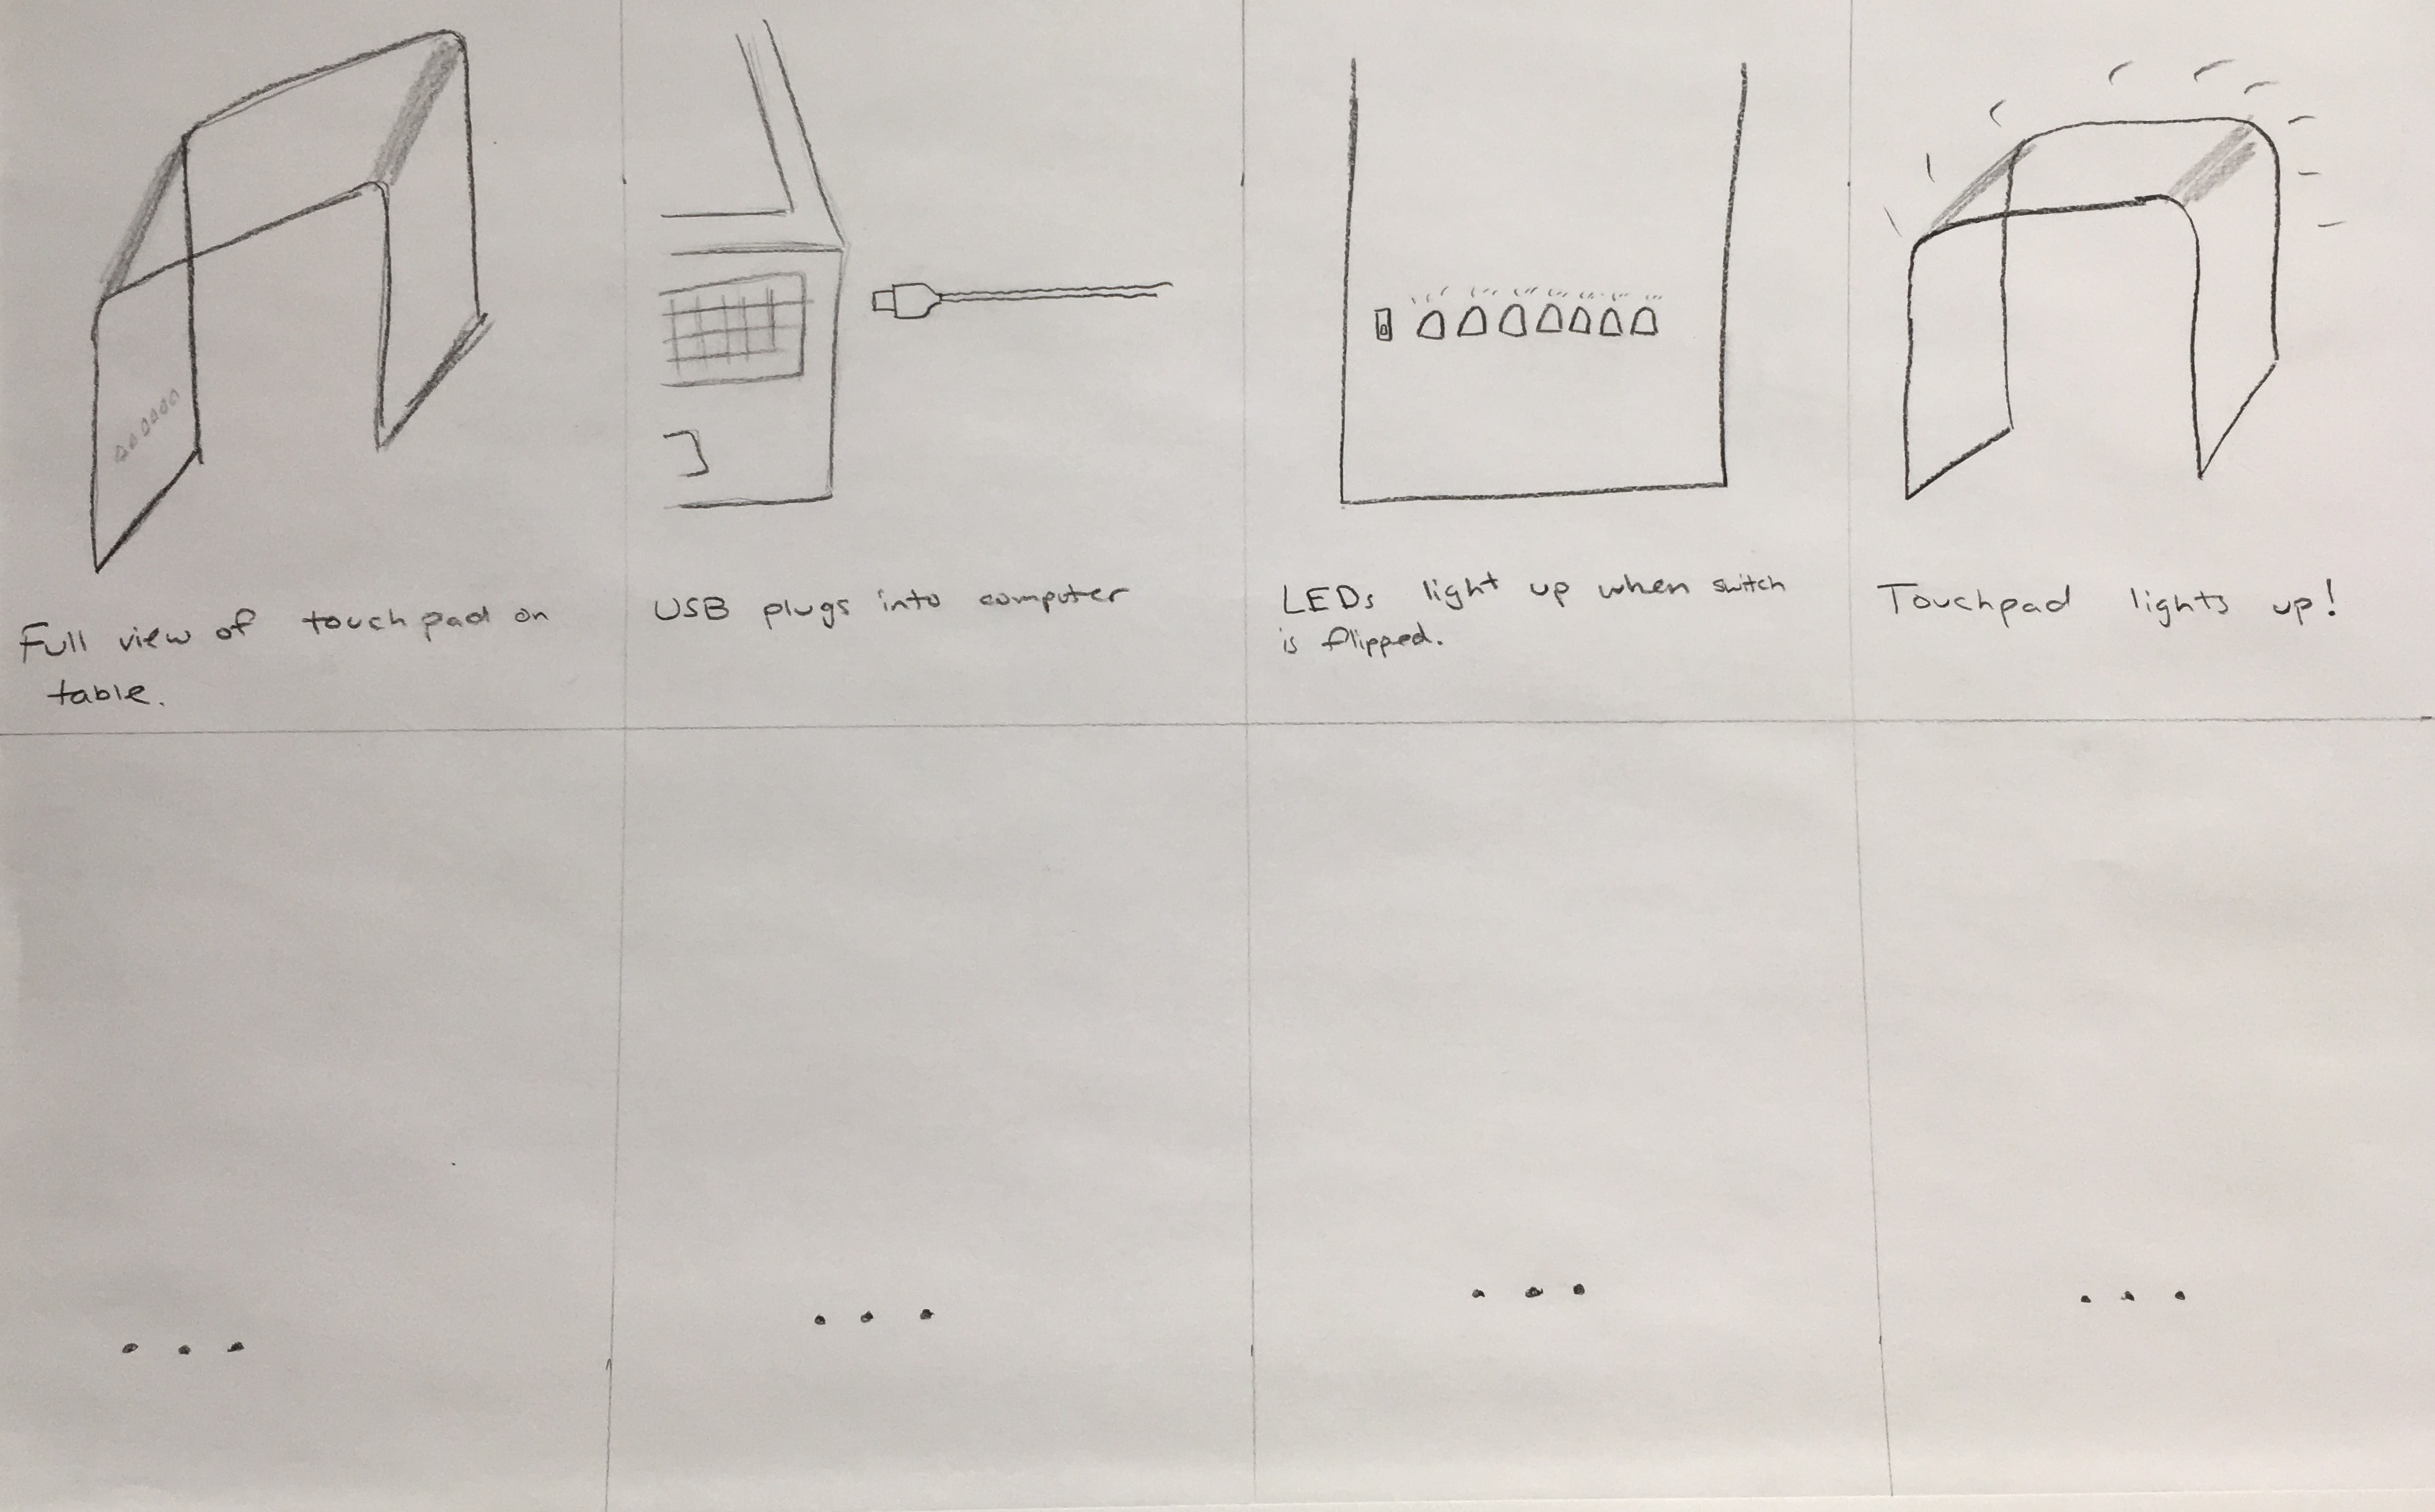 Full view of touchpad on
table.
USB plugs into computer
LEDs light up when switch
is flipped.
Touchpad lights up!
...
...
...
...